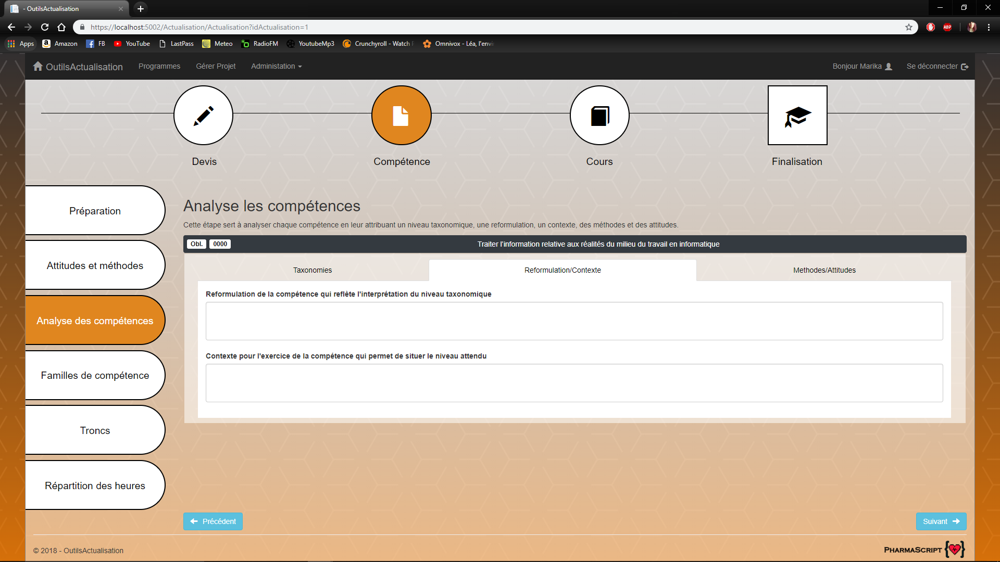 - OutilsActualisation
https://localhost:5002/Actualisation/Actualisation?idActualisation=1
ABP
Apps Amazon FB YouTube LastPass Meteo RadioFM YoutubeMp3 Crunchyroll - Watch Omnivox - Léa, l'envi
OutilsActualisation Programmes Gérer Projet Administation Bonjour Marika Se déconnecter
Devis Compétence Cours Finalisation
Préparation
Attitudes et méthodes
Analyse des compétences
Familles de compétence
Troncs
Répartition des heures
Analyse les compétences
Cette étape sert à analyser chaque compétence en leur attribuant un niveau taxonomique, une reformulation, un contexte, des méthodes et des attitudes.
Obl. 0000 Traiter l'information relative aux réalités du milieu du travail en informatique
Taxonomies Reformulation/Contexte Methodes/Attitudes
Reformulation de la compétence qui reflète l'interprétation du niveau taxonomique
Contexte pour l'exercice de la compétence qui permet de situer le niveau attendu
Précédent Suivant
© 2018 - OutilsActualisation
PHARMASCRIPT